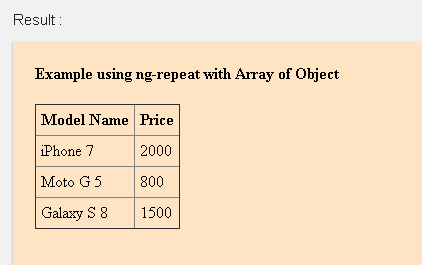 Result :
Example using ng-repeat with Array of Object
Model Name Price
iPhone 7 2000
Moto G 5 800
Galaxy S 8 1500